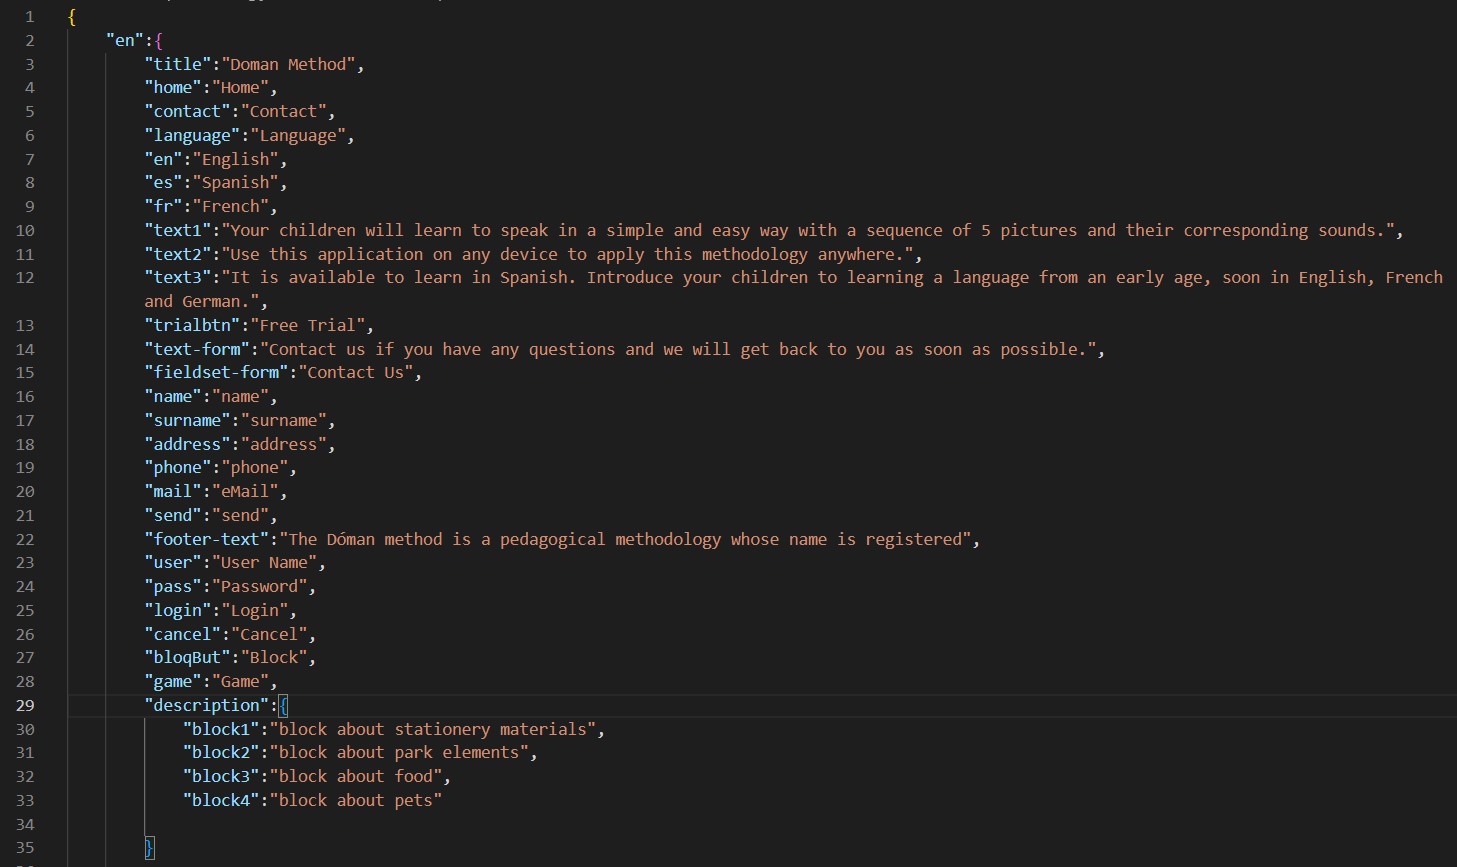 1 {
2 "en":{
3 "title":"Doman Method",
4 "home":"Home",
5 "contact":"Contact",
6 "language":"Language",
7 "en":"English",
8 "es":"Spanish",
9 "fr":"French",
10 "text1":"Your children will learn to speak in a simple and easy way with a sequence of 5 pictures and their corresponding sounds.",
11 "text2":"Use this application on any device to apply this methodology anywhere.",
12 "text3":"It is available to learn in Spanish. Introduce your children to learning a language from an early age, soon in English, French
and German.",
13 "trialbtn":"Free Trial",
14 "text-form":"Contact us if you have any questions and we will get back to you as soon as possible.",
15 "fieldset-form":"Contact Us",
16 "name":"name",
17 "surname":"surname",
18 "address":"address",
19 "phone":"phone",
20 "mail":"eMail",
21 "send":"send",
22 "footer-text":"The Dóman method is a pedagogical methodology whose name is registered",
23 "user":"User Name",
24 "pass":"Password",
25 "login":"Login",
26 "cancel":"Cancel",
27 "bloqBut":"Block",
28 "game":"Game",
29 "description":{
30 "block1":"block about stationery materials",
31 "block2":"block about park elements",
32 "block3":"block about food",
33 "block4":"block about pets"
34
35 }